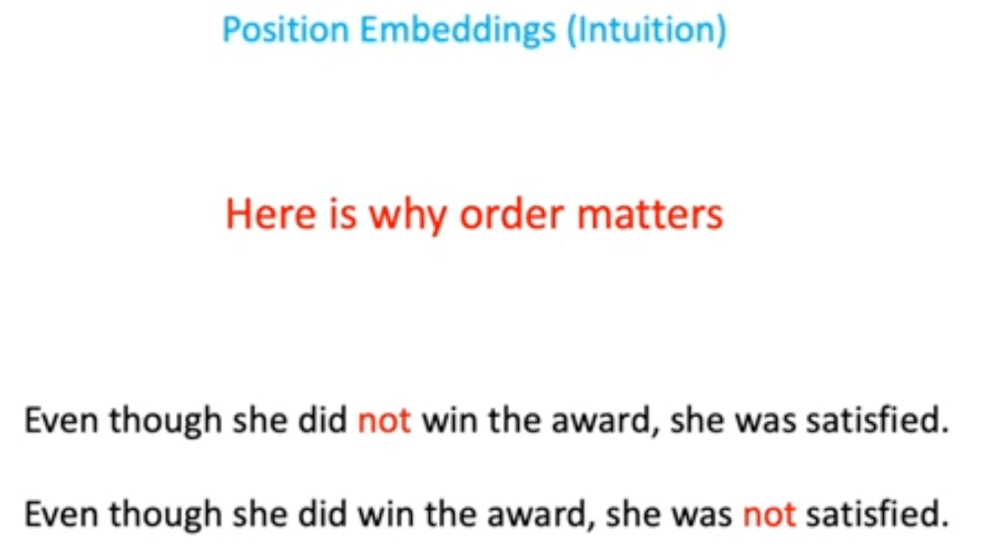 Position Embeddings (Intuition)
Here is why order matters
Even though she did not win the award, she was satisfied.
Even though she did win the award, she was not satisfied.